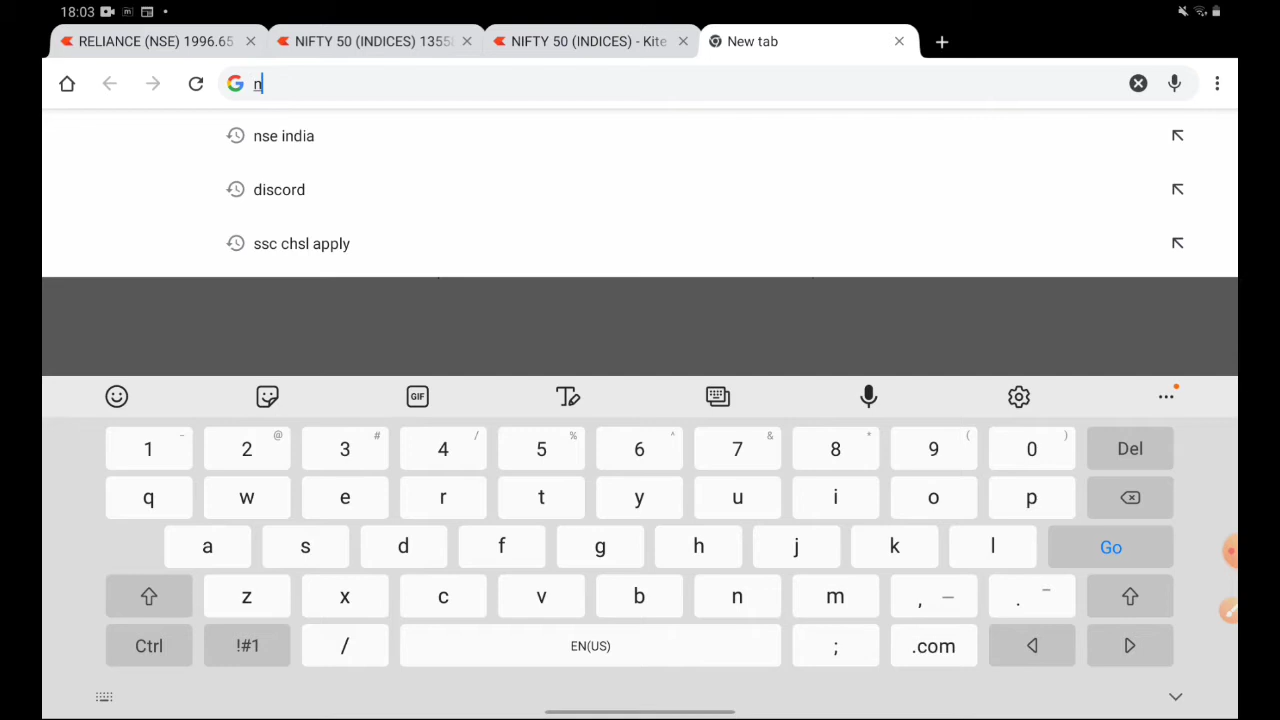 18:03
RELIANCE (NSE) 1996.65
NIFTY 50 (INDICES) 1355
NIFTY 50 (INDICES) - Kite
New tab
n
nse india
discord
ssc chsl apply
GIF
1 - 2 @ 3 # 4 / 5 % 6 ^ 7 & 8 * 9 ( 0 ) Del
q w e r t y u i o p
a s d f g h j k l Go
z x c v b n m , — . ‾
Ctrl !#1 / EN(US) ; .com